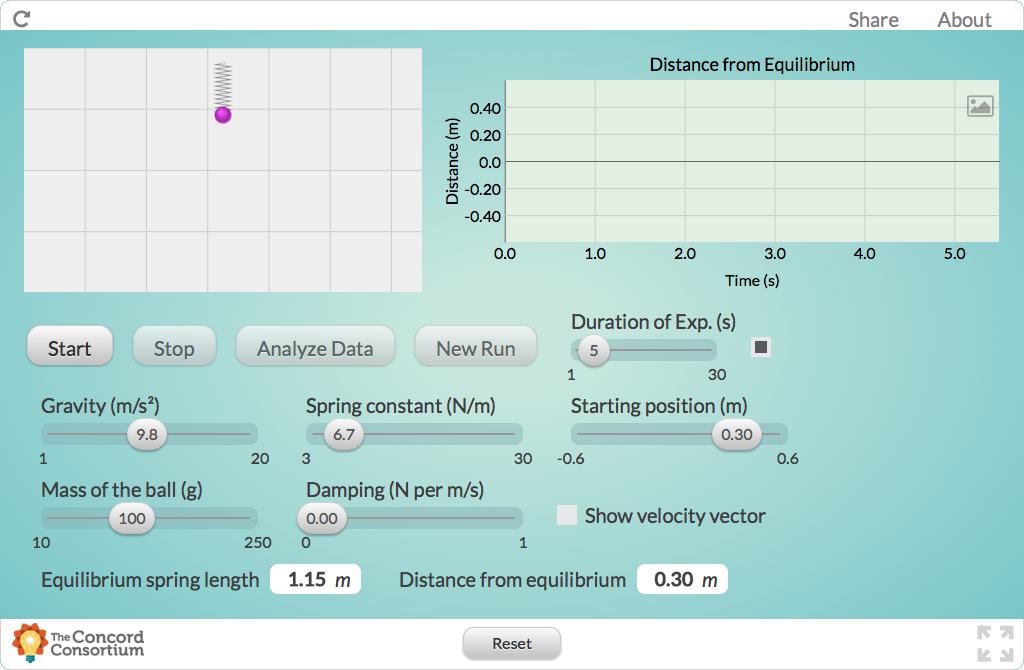 Share About
Distance from Equilibrium
0.40
0.20
0.0
-0.20
-0.40
Distance (m)
0.0 1.0 2.0 3.0 4.0 5.0
Time (s)
Start Stop Analyze Data New Run
Duration of Exp. (s)
5
1 30
Gravity (m/s²) Spring constant (N/m) Starting position (m)
9.8 6.7 0.30
1 20 3 30 -0.6 0.6
Mass of the ball (g) Damping (N per m/s)
100 0.00
10 250 0 1
Show velocity vector
Equilibrium spring length 1.15 m Distance from equilibrium 0.30 m
The Concord
Consortium
Reset